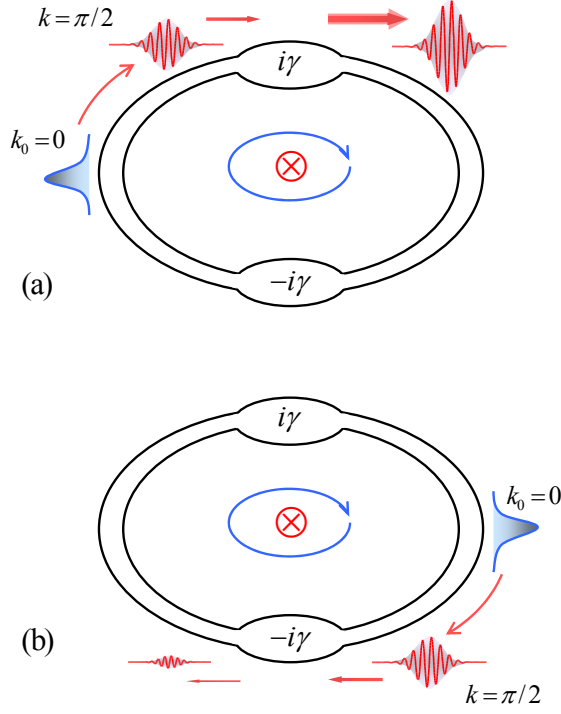 k = π/2
iγ
k₀ = 0
−iγ
(a)
iγ
k₀ = 0
−iγ
(b)
k = π/2